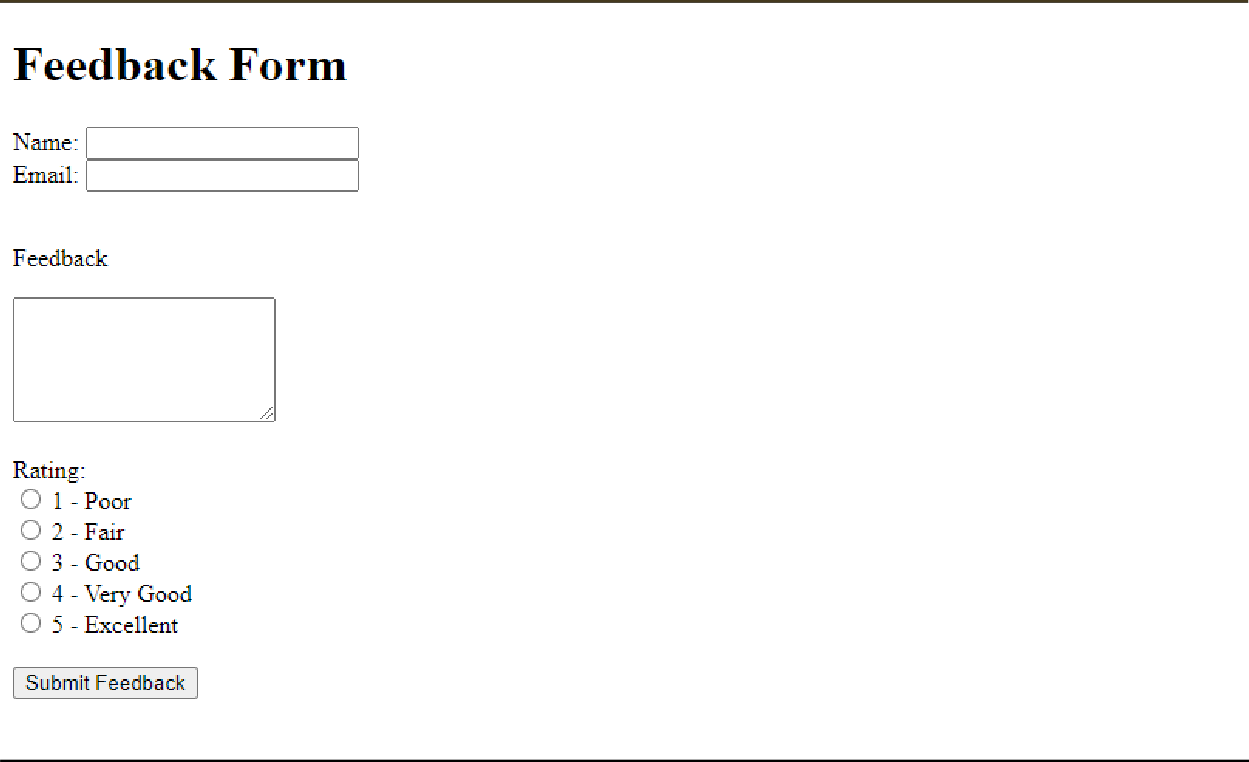 Feedback Form
Name:
Email:
Feedback
Rating:
1 - Poor
2 - Fair
3 - Good
4 - Very Good
5 - Excellent
Submit Feedback